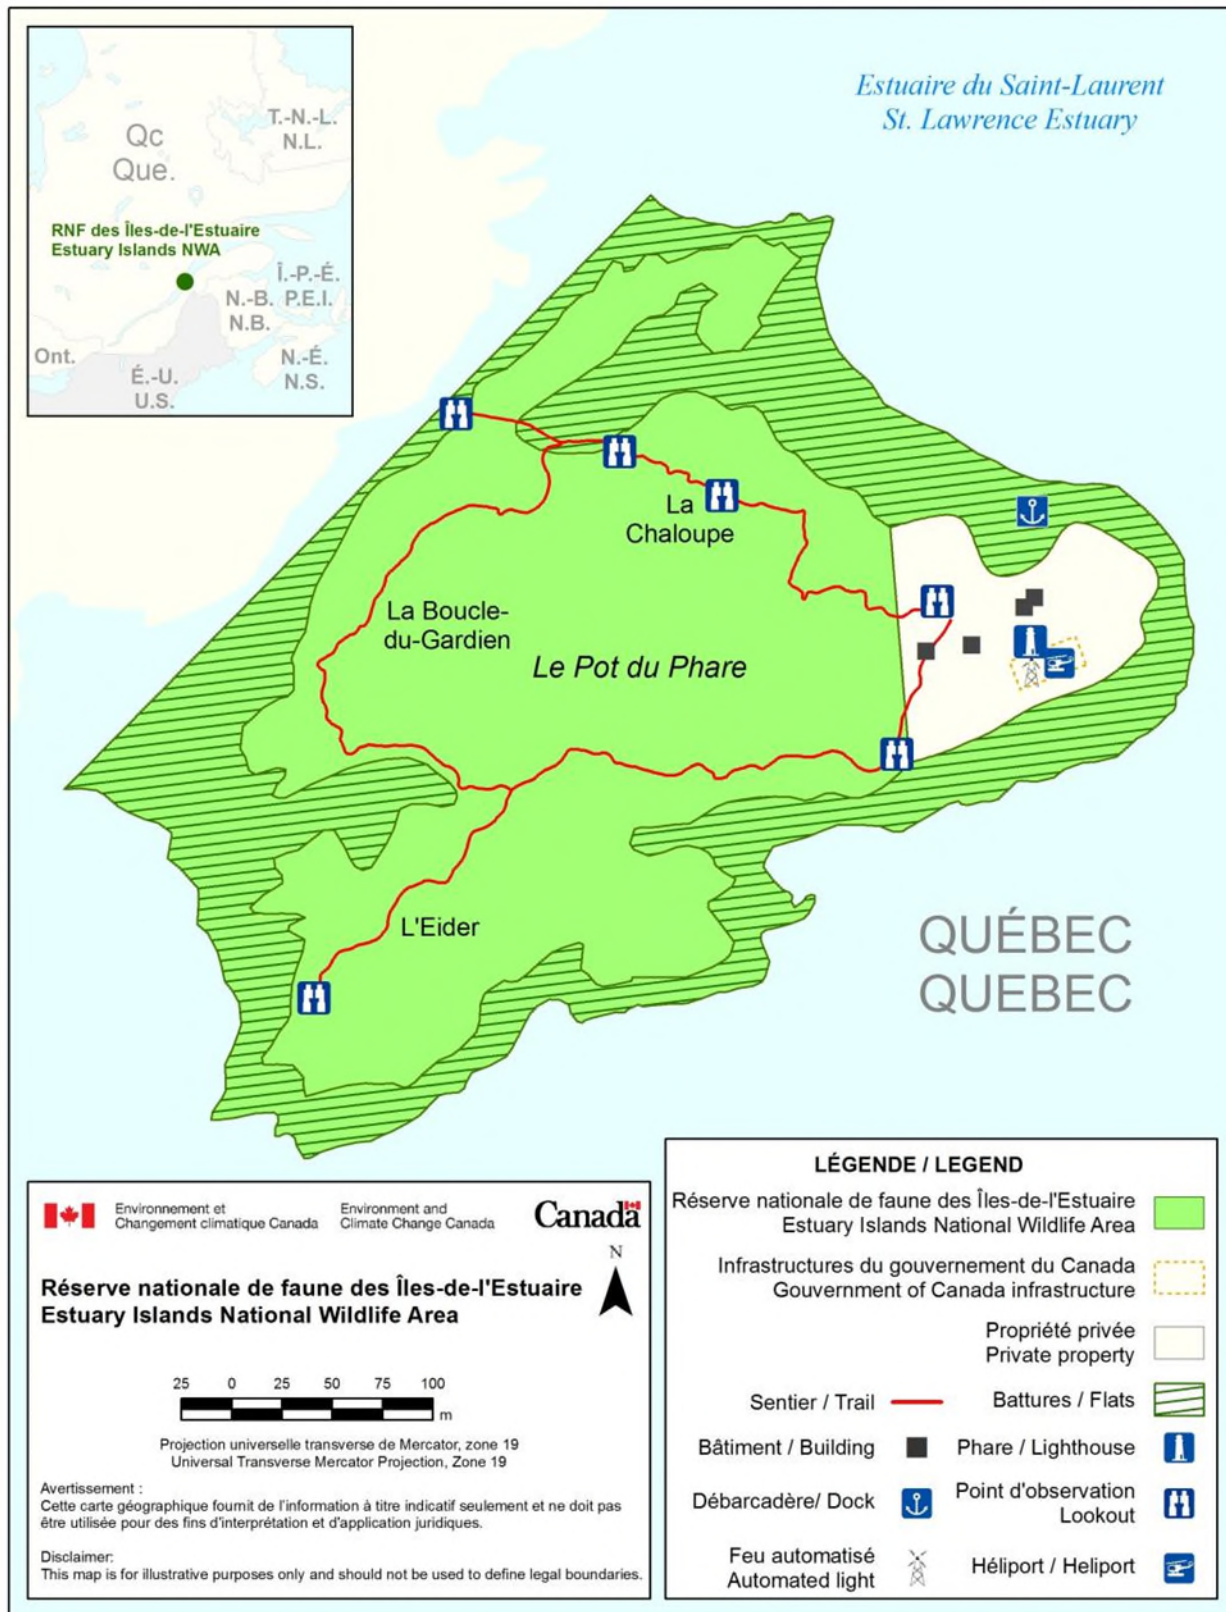 Estuaire du Saint-Laurent
St. Lawrence Estuary
Qc
Que.
T.-N.-L.
N.L.
RNF des Îles-de-l'Estuaire
Estuary Islands NWA
Î.-P.-É.
P.E.I.
N.-B.
N.B.
Ont.
N.-É.
N.S.
É.-U.
U.S.
La
Chaloupe
La Boucle-
du-Gardien
Le Pot du Phare
L'Eider
QUÉBEC
QUEBEC
Environnement et
Changement climatique Canada
Environment and
Climate Change Canada
Canada
N
Réserve nationale de faune des Îles-de-l'Estuaire
Estuary Islands National Wildlife Area
25 0 25 50 75 100
m
Projection universelle transverse de Mercator, zone 19
Universal Transverse Mercator Projection, Zone 19
Avertissement :
Cette carte géographique fournit de l'information à titre indicatif seulement et ne doit pas
être utilisée pour des fins d'interprétation et d'application juridiques.
Disclaimer:
This map is for illustrative purposes only and should not be used to define legal boundaries.
LÉGENDE / LEGEND
Réserve nationale de faune des Îles-de-l'Estuaire
Estuary Islands National Wildlife Area
Infrastructures du gouvernement du Canada
Government of Canada infrastructure
Propriété privée
Private property
Sentier / Trail
Battures / Flats
Bâtiment / Building
Phare / Lighthouse
Débarcadère/ Dock
Point d'observation
Lookout
Feu automatisé
Automated light
Héliport / Heliport